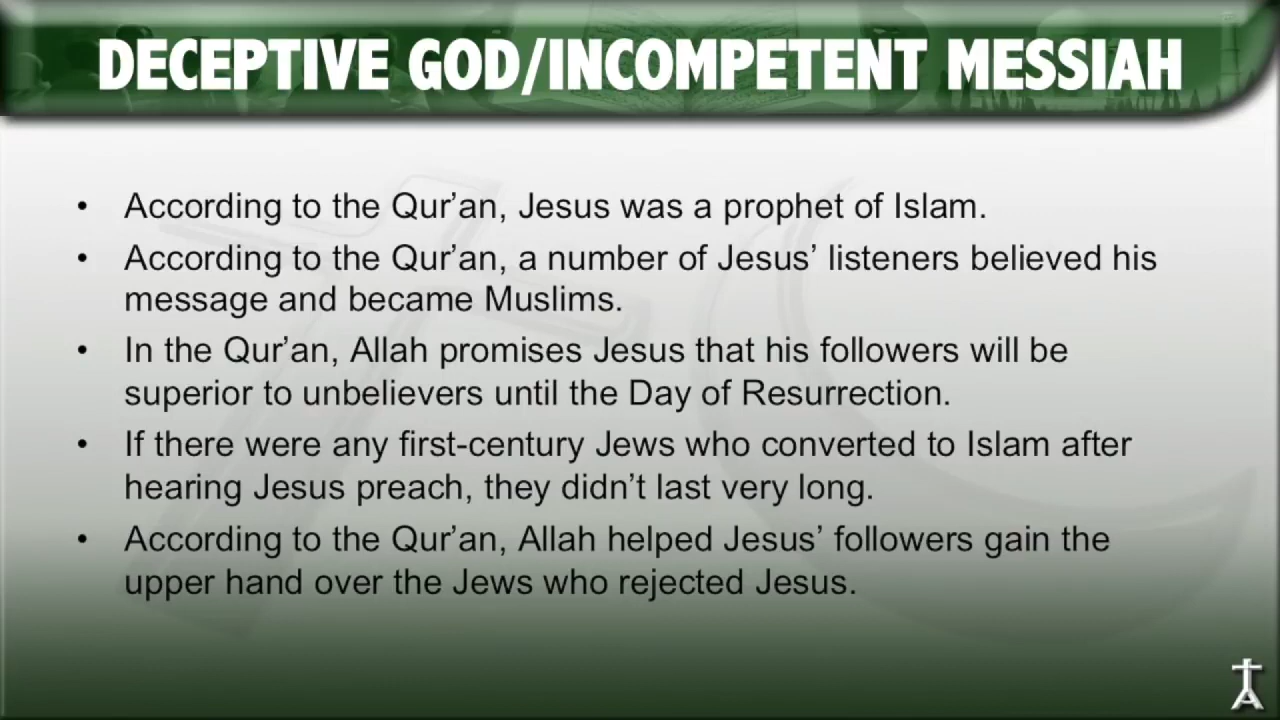 DECEPTIVE GOD/INCOMPETENT MESSIAH
• According to the Qur’an, Jesus was a prophet of Islam.
• According to the Qur’an, a number of Jesus’ listeners believed his
message and became Muslims.
• In the Qur’an, Allah promises Jesus that his followers will be
superior to unbelievers until the Day of Resurrection.
• If there were any first-century Jews who converted to Islam after
hearing Jesus preach, they didn’t last very long.
• According to the Qur’an, Allah helped Jesus’ followers gain the
upper hand over the Jews who rejected Jesus.